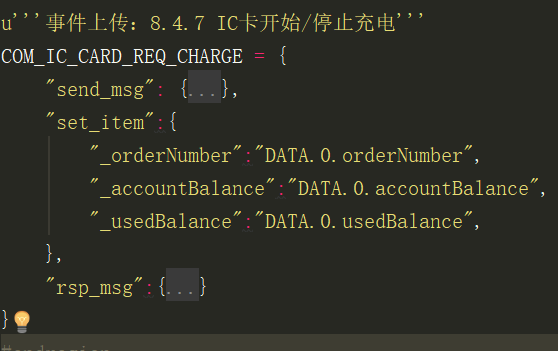 u'''事件上传：8.4.7 IC卡开始/停止充电'''
COM_IC_CARD_REQ_CHARGE = {
"send_msg": {...},
"set_item":{
"_orderNumber":"DATA.0.orderNumber",
"_accountBalance":"DATA.0.accountBalance",
"_usedBalance":"DATA.0.usedBalance",
},
"rsp_msg":{...}
}